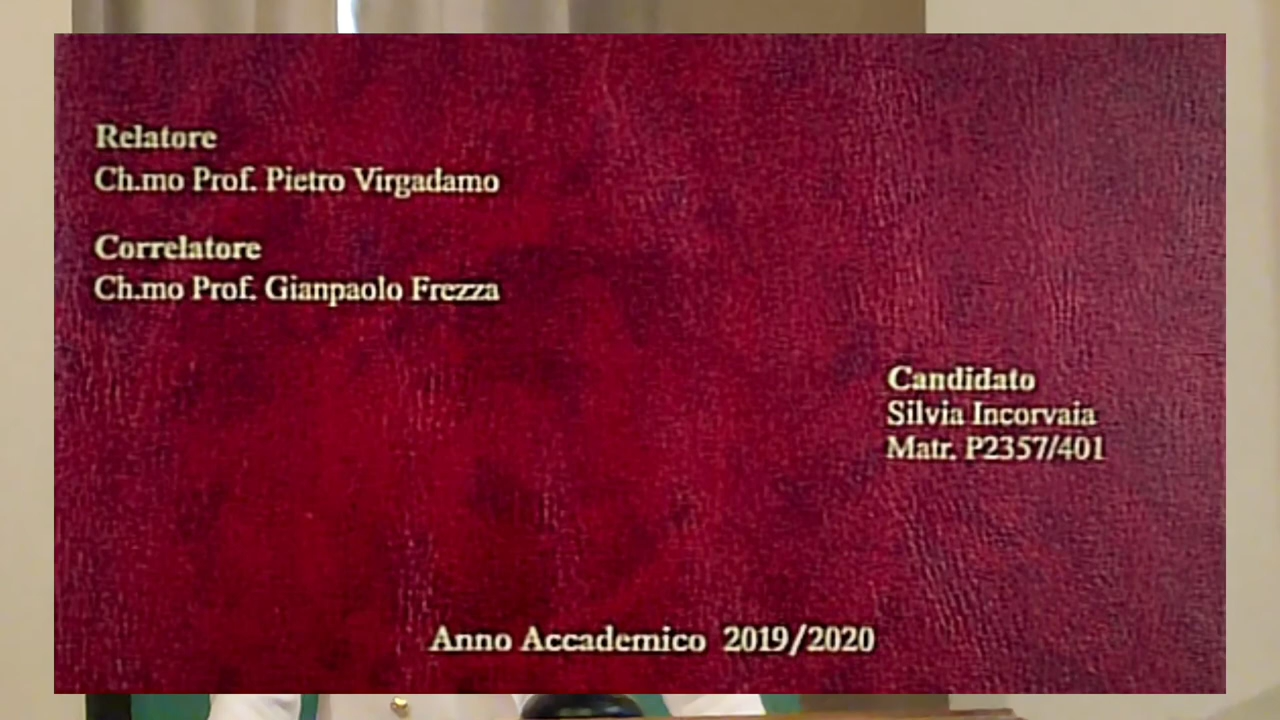 Relatore
Ch.mo Prof. Pietro Virgadamo
Correlatore
Ch.mo Prof. Gianpaolo Frezza
Candidato
Silvia Incorvaia
Matr. P2357/401
Anno Accademico 2019/2020